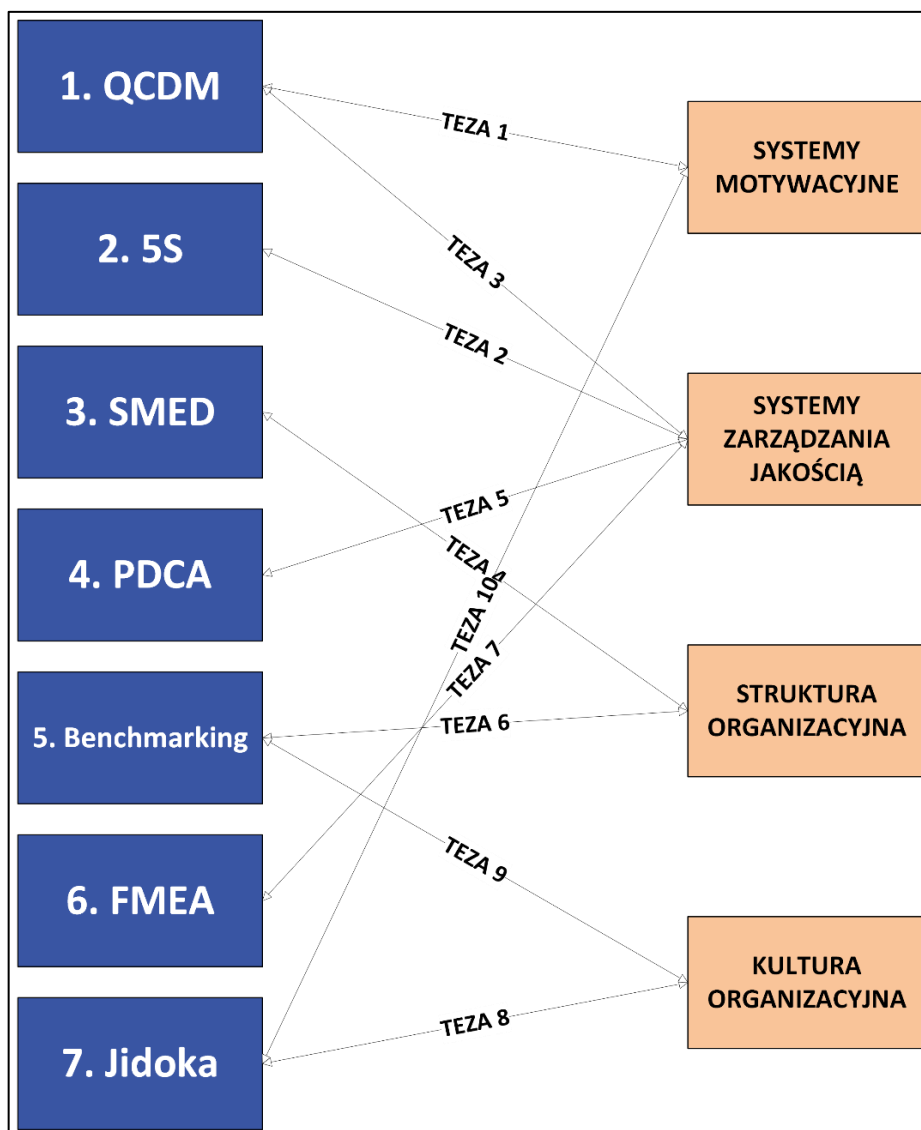 1. QCDM
2. 5S
3. SMED
4. PDCA
5. Benchmarking
6. FMEA
7. Jidoka
TEZA 1
TEZA 3
TEZA 2
TEZA 5
TEZA 4
TEZA 10
TEZA 7
TEZA 6
TEZA 9
TEZA 8
SYSTEMY
MOTYWACYJNE
SYSTEMY
ZARZĄDZANIA
JAKOŚCIĄ
STRUKTURA
ORGANIZACYJNA
KULTURA
ORGANIZACYJNA